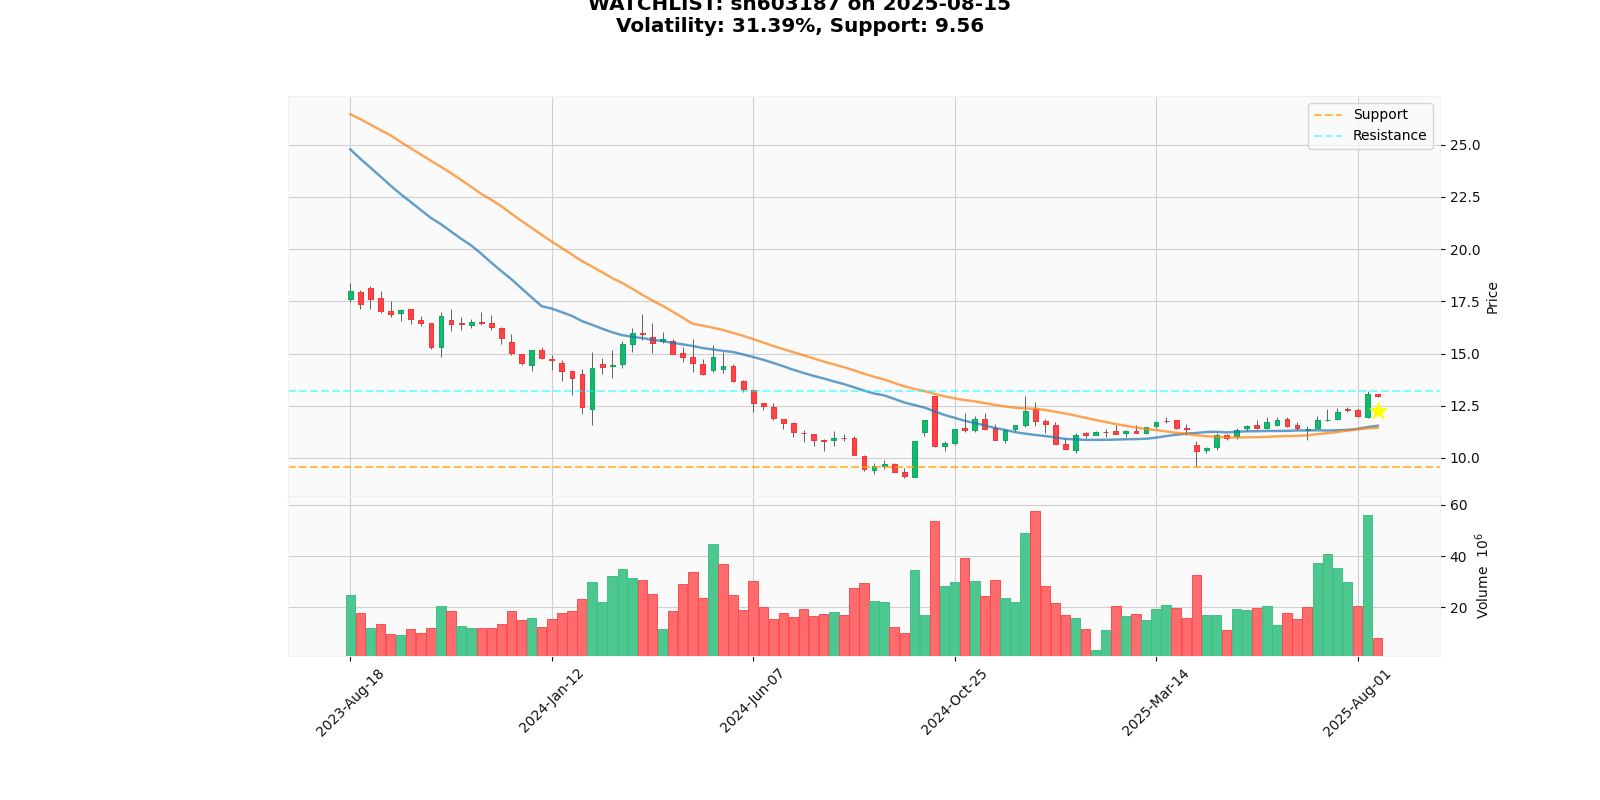 WATCHLIST: sh603187 on 2025-08-15
Volatility: 31.39%, Support: 9.56
Support
Resistance
25.0
22.5
20.0
17.5
15.0
12.5
10.0
Price
60
40
20
Volume 10^6
2023-Aug-18
2024-Jan-12
2024-Jun-07
2024-Oct-25
2025-Mar-14
2025-Aug-01